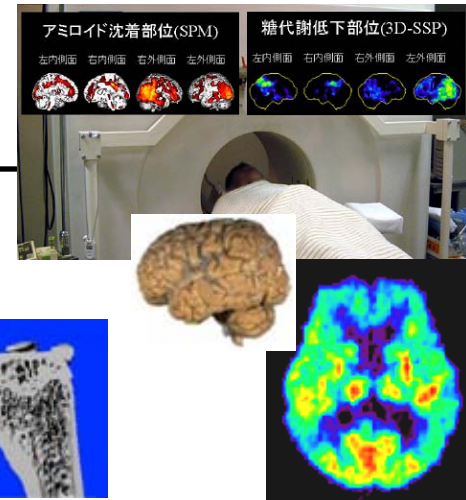 アミロイド沈着部位(SPM)
左内側面 右内側面 右外側面 左外側面
糖代謝低下部位(3D-SSP)
左内側面 右内側面 右外側面 左外側面